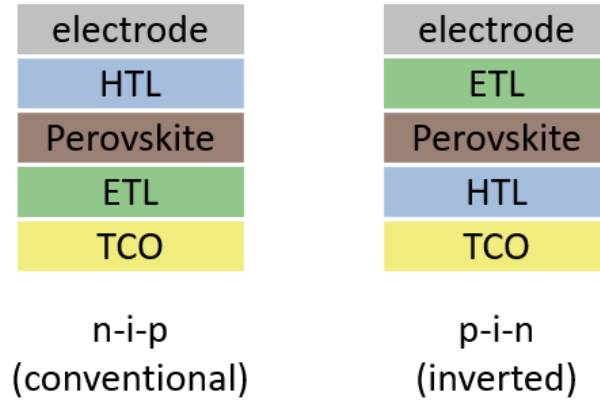 electrode
HTL
Perovskite
ETL
TCO
n-i-p
(conventional)
electrode
ETL
Perovskite
HTL
TCO
p-i-n
(inverted)